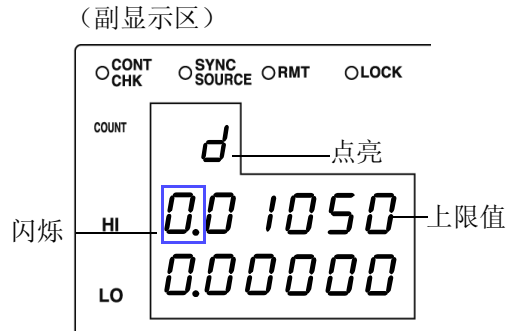 （副显示区）
CONT CHK
SYNC SOURCE
RMT
LOCK
COUNT
d
点亮
HI
0.01050
上限值
闪烁
LO
0.00000